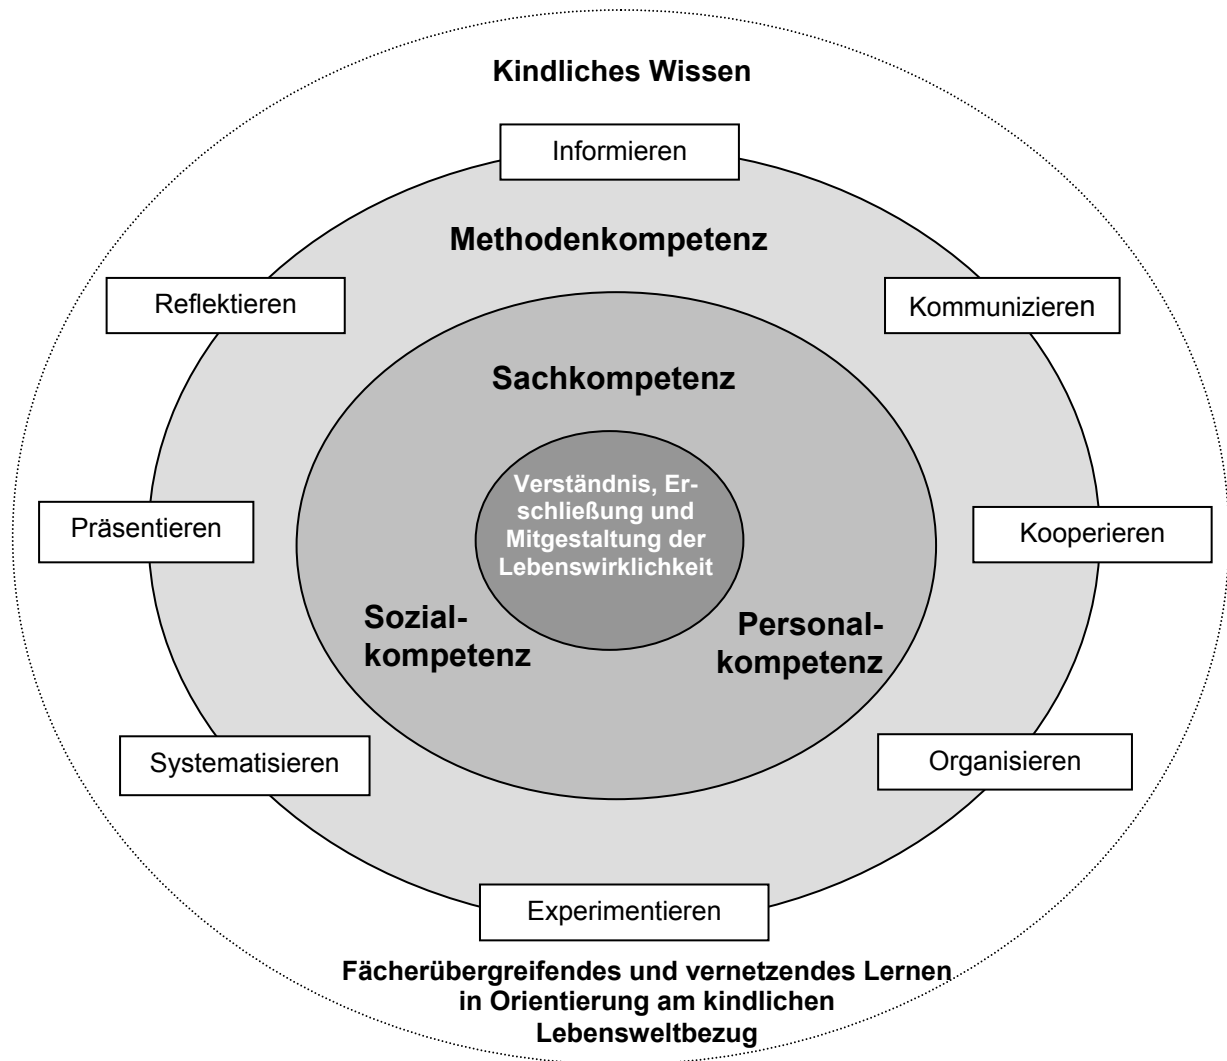 Kindliches Wissen
Informieren
Methodenkompetenz
Reflektieren
Kommunizieren
Sachkompetenz
Verständnis, Er-
schließung und
Mitgestaltung der
Lebenswirklichkeit
Präsentieren
Kooperieren
Sozial-
kompetenz
Personal-
kompetenz
Systematisieren
Organisieren
Experimentieren
Fächerübergreifendes und vernetzendes Lernen
in Orientierung am kindlichen
Lebensweltbezug